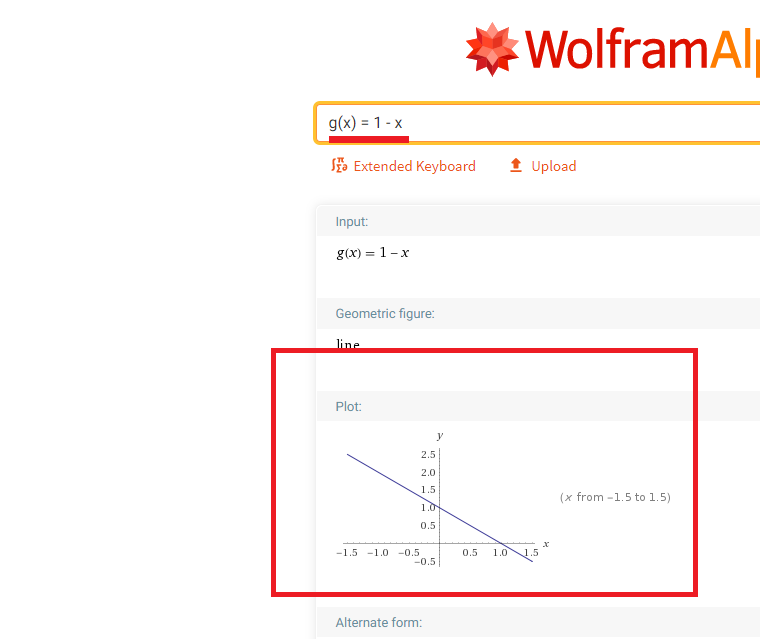 WolframAlp
g(x) = 1 - x
Extended Keyboard Upload
Input:
g(x) = 1 − x
Geometric figure:
line
Plot:
y
2.5
2.0
1.5
(x from −1.5 to 1.5)
1.0
0.5
x
−1.5 −1.0 −0.5 0.5 1.0 1.5
−0.5
Alternate form: